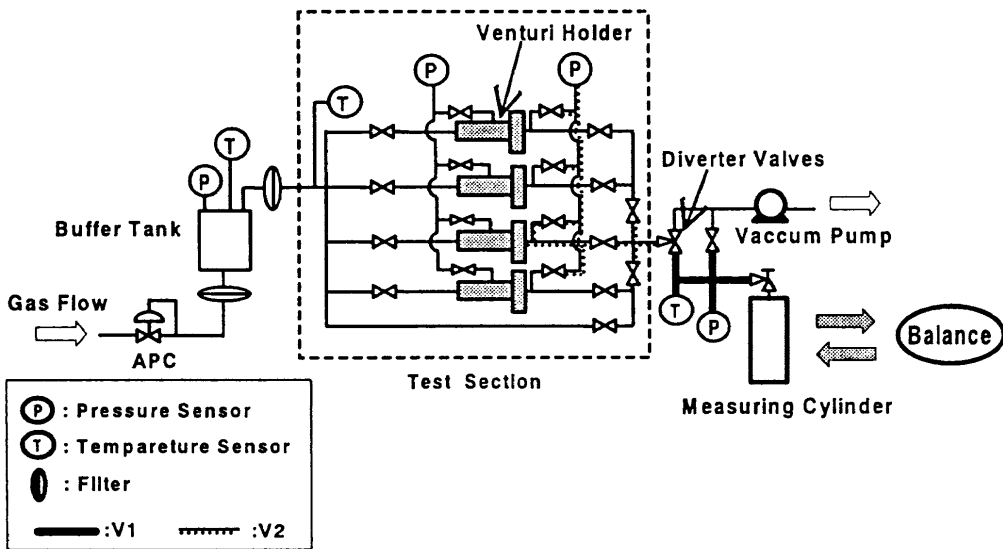 Venturi Holder
P
P
T
T
P
Diverter Valves
Buffer Tank
Vaccum Pump
Gas Flow
T
P
Balance
APC
Test Section
Measuring Cylinder
P : Pressure Sensor
T : Tempareture Sensor
: Filter
:V1 :V2